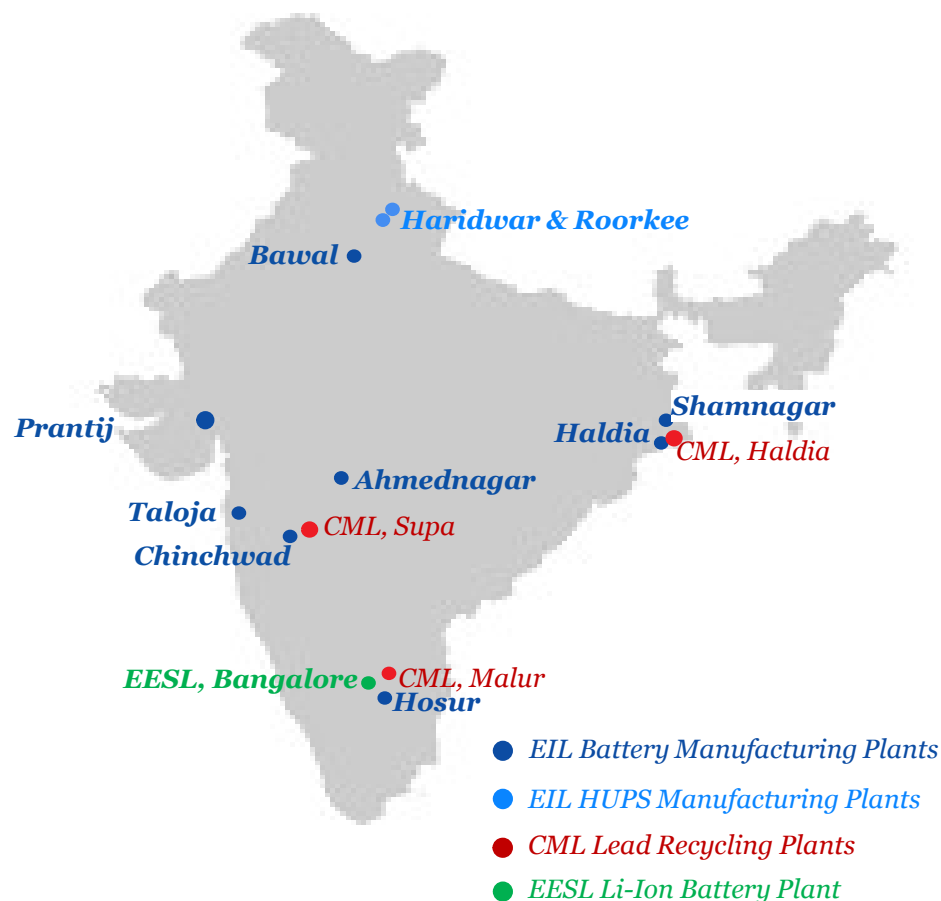 Haridwar & Roorkee
Bawal
Shamnagar
Prantij
Haldia
CML, Haldia
Ahmednagar
Taloja
CML, Supa
Chinchwad
EESL, Bangalore
CML, Malur
Hosur
EIL Battery Manufacturing Plants
EIL HUPS Manufacturing Plants
CML Lead Recycling Plants
EESL Li-Ion Battery Plant